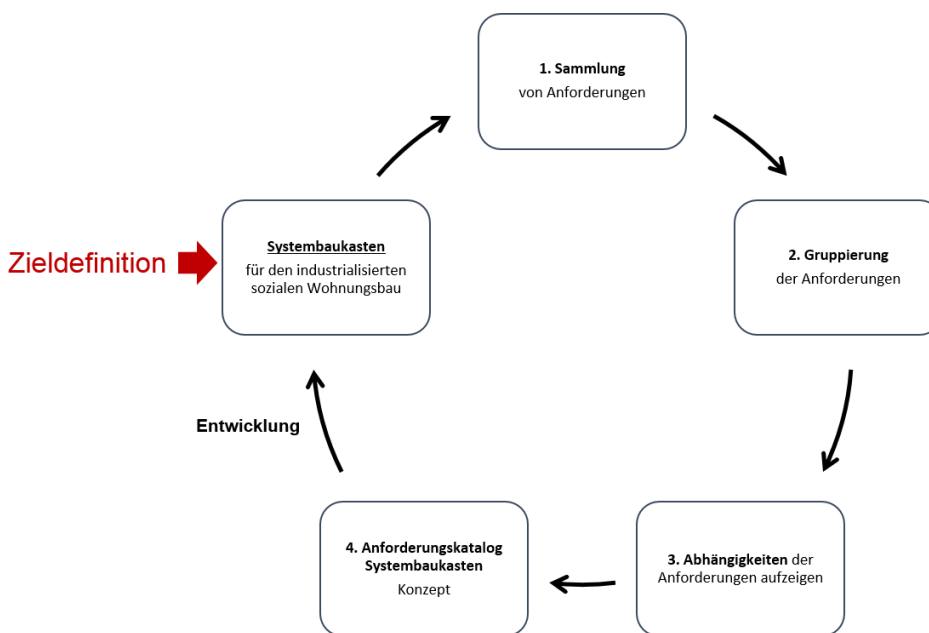 1. Sammlung
von Anforderungen
Zieldefinition
Systembaukasten
für den industrialisierten
sozialen Wohnungsbau
2. Gruppierung
der Anforderungen
Entwicklung
4. Anforderungskatalog
Systembaukasten
Konzept
3. Abhängigkeiten der
Anforderungen aufzeigen